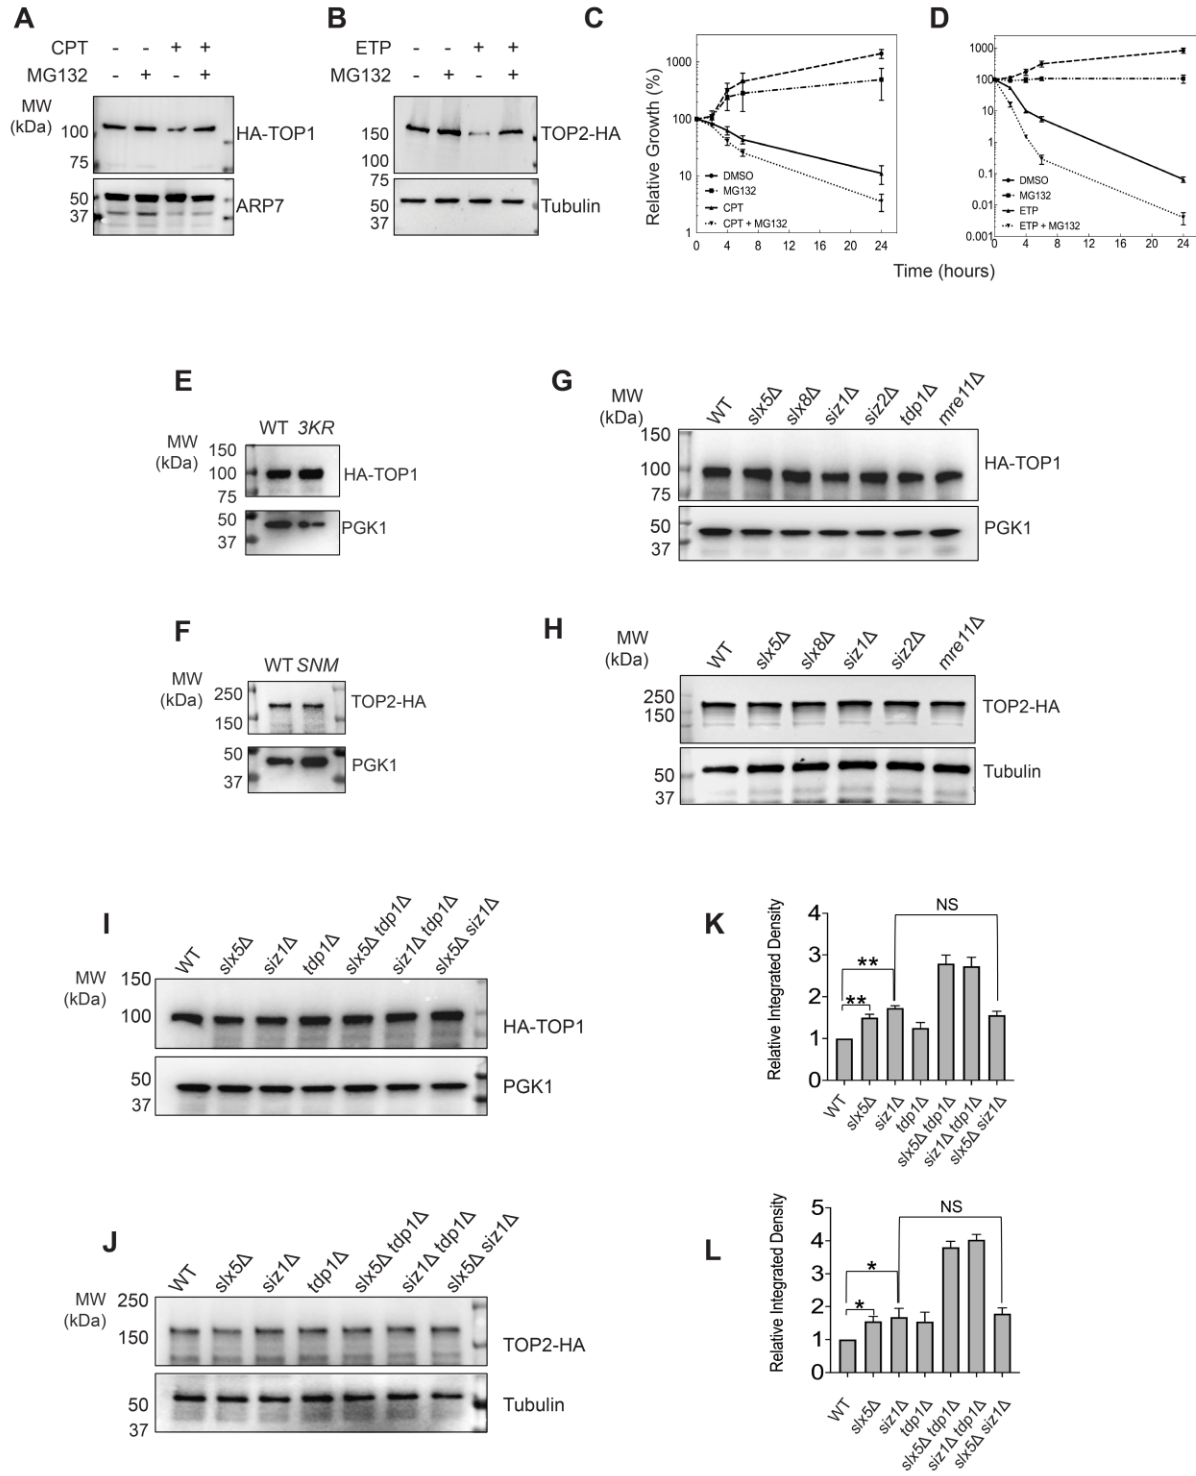 A
CPT - - + +
MG132 - + - +
MW
(kDa)
100
75
HA-TOP1
50
37
ARP7
B
ETP - - + +
MG132 - + - +
MW
(kDa)
150
100
TOP2-HA
75
50
37
Tubulin
C
Relative Growth (%)
1000
100
10
1
DMSO
MG132
CPT
CPT + MG132
0 4 8 12 16 20 24
D
1000
100
10
1
0.1
0.01
0.001
DMSO
MG132
ETP
ETP + MG132
0 4 8 12 16 20 24
Time (hours)
E
WT 3KR
MW
(kDa)
150
100
75
HA-TOP1
50
37
PGK1
F
WT SNM
MW
(kDa)
250
150
TOP2-HA
50
37
PGK1
G
MW
(kDa)
WT slx5Δ slx8Δ siz1Δ siz2Δ tdp1Δ mre11Δ
150
100
75
HA-TOP1
50
37
PGK1
H
MW
(kDa)
WT slx5Δ slx8Δ siz1Δ siz2Δ mre11Δ
250
150
TOP2-HA
50
37
Tubulin
I
WT slx5Δ siz1Δ tdp1Δ slx5Δ tdp1Δ siz1Δ tdp1Δ slx5Δ siz1Δ
MW
(kDa)
150
100
HA-TOP1
50
37
PGK1
J
WT slx5Δ siz1Δ tdp1Δ slx5Δ tdp1Δ siz1Δ tdp1Δ slx5Δ siz1Δ
MW
(kDa)
250
150
TOP2-HA
50
37
Tubulin
K
Relative Integrated Density
4
3
2
1
0
NS
**
**
WT slx5Δ siz1Δ tdp1Δ slx5Δ tdp1Δ siz1Δ tdp1Δ slx5Δ siz1Δ
L
Relative Integrated Density
5
4
3
2
1
0
NS
*
*
WT slx5Δ siz1Δ tdp1Δ slx5Δ tdp1Δ siz1Δ tdp1Δ slx5Δ siz1Δ